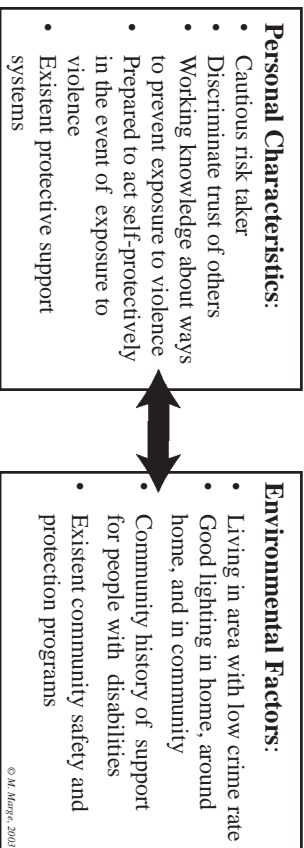 Personal Characteristics:
• Cautious risk taker
• Discriminate trust of others
• Working knowledge about ways
to prevent exposure to violence
• Prepared to act self-protectively
in the event of exposure to
violence
• Existent protective support
systems
Environmental Factors:
• Living in area with low crime rate
• Good lighting in home, around
home, and in community
• Community history of support
for people with disabilities
• Existent community safety and
protection programs
© M. Marge, 2003